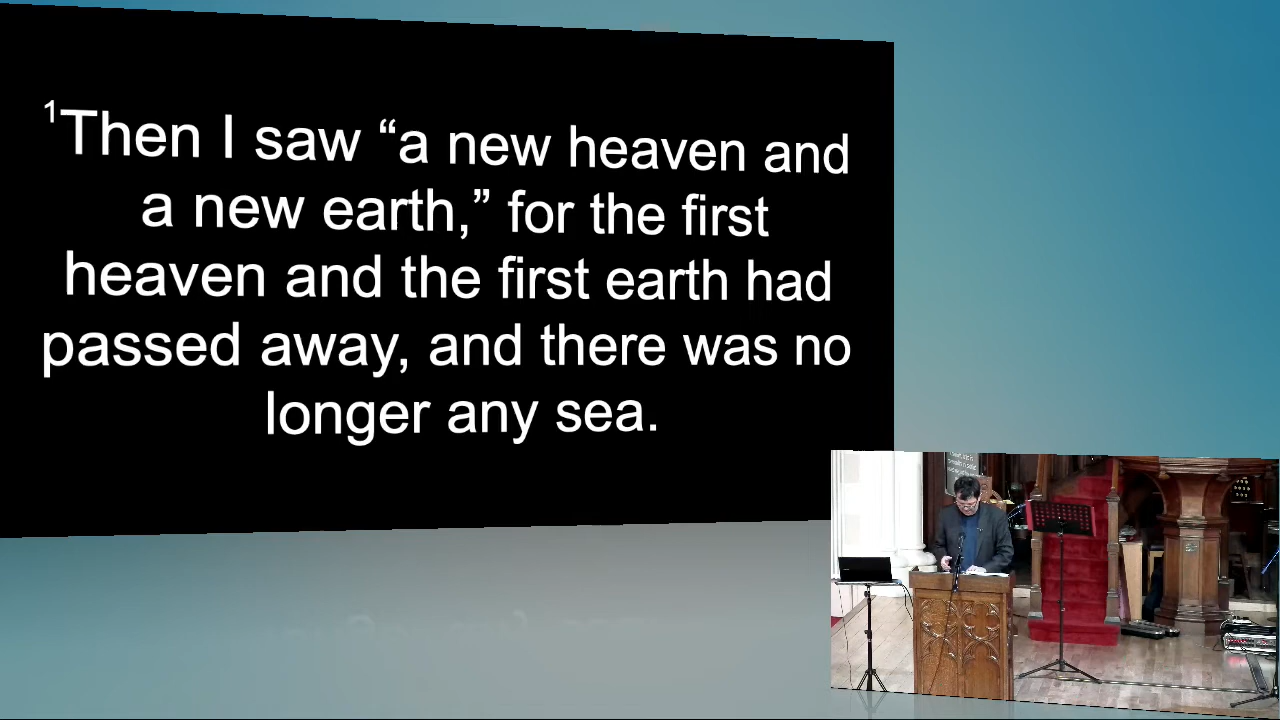 ¹Then I saw “a new heaven and
a new earth,” for the first
heaven and the first earth had
passed away, and there was no
longer any sea.